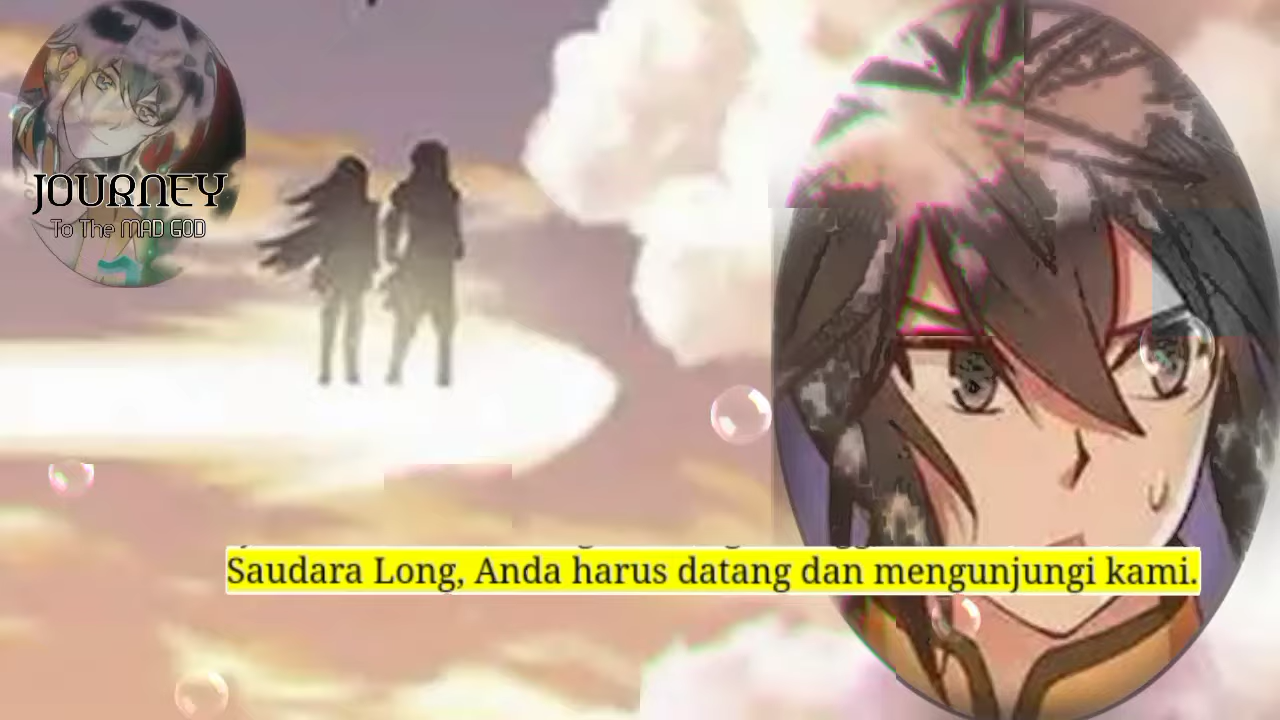 JOURNEY
To The MAD GOD
Saudara Long, Anda harus datang dan mengunjungi kami.